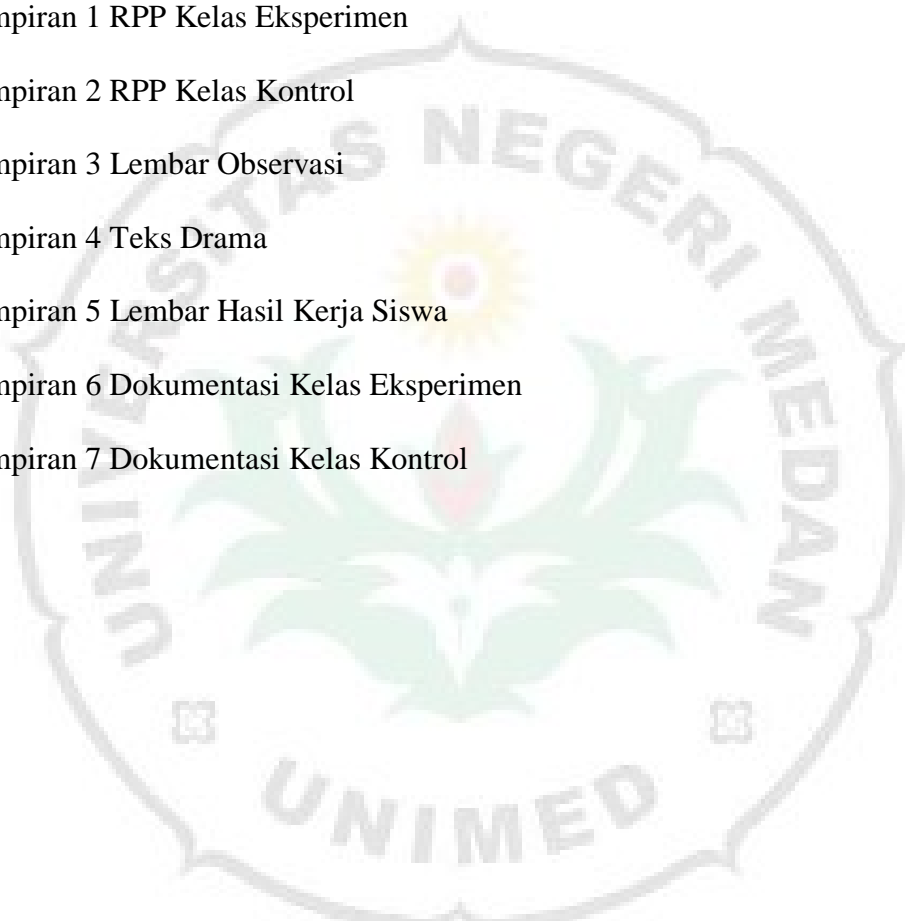 mpiran 1 RPP Kelas Eksperimen
mpiran 2 RPP Kelas Kontrol
mpiran 3 Lembar Observasi
mpiran 4 Teks Drama
mpiran 5 Lembar Hasil Kerja Siswa
mpiran 6 Dokumentasi Kelas Eksperimen
mpiran 7 Dokumentasi Kelas Kontrol
UNIVERSITAS NEGERI MEDAN
UNIMED